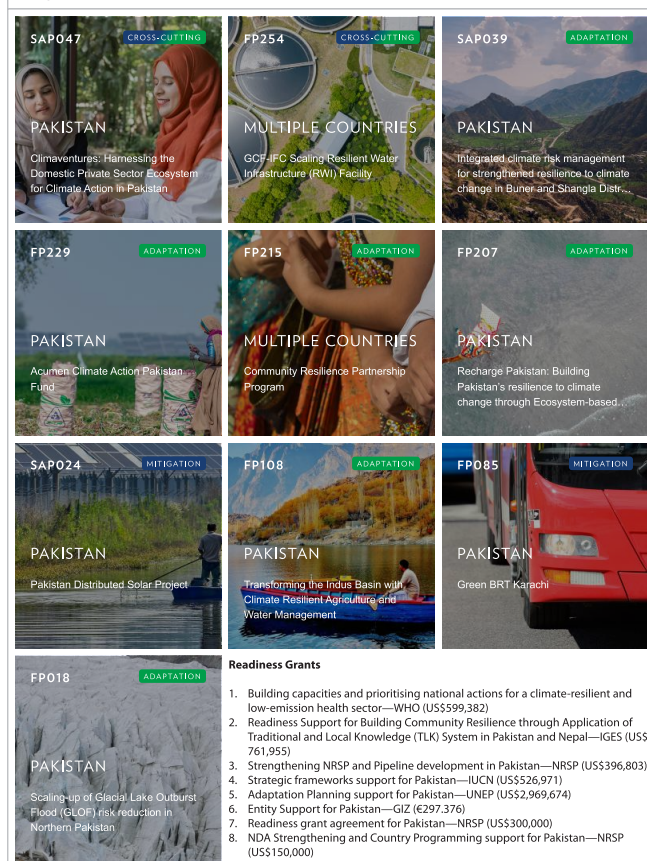 SAP047
CROSS-CUTTING
PAKISTAN
Climaventures: Harnessing the
Domestic Private Sector Ecosystem
for Climate Action in Pakistan
FP254
CROSS-CUTTING
MULTIPLE COUNTRIES
GCF-IFC Scaling Resilient Water
Infrastructure (RWI) Facility
SAP039
ADAPTATION
PAKISTAN
Integrated climate risk management
for strengthened resilience to climate
change in Buner and Shangla Distr...
FP229
ADAPTATION
PAKISTAN
Acumen Climate Action Pakistan
Fund
FP215
ADAPTATION
MULTIPLE COUNTRIES
Community Resilience Partnership
Program
FP207
ADAPTATION
PAKISTAN
Recharge Pakistan: Building
Pakistan's resilience to climate
change through Ecosystem-based...
SAP024
MITIGATION
PAKISTAN
Pakistan Distributed Solar Project
FP108
ADAPTATION
PAKISTAN
Transforming the Indus Basin with
Climate Resilient Agriculture and
Water Management
FP085
MITIGATION
PAKISTAN
Green BRT Karachi
FP018
ADAPTATION
PAKISTAN
Scaling-up of Glacial Lake Outburst
Flood (GLOF) risk reduction in
Northern Pakistan
Readiness Grants
1. Building capacities and prioritising national actions for a climate-resilient and
low-emission health sector—WHO (US$599,382)
2. Readiness Support for Building Community Resilience through Application of
Traditional and Local Knowledge (TLK) System in Pakistan and Nepal—IGES (US$
761,955)
3. Strengthening NRSP and Pipeline development in Pakistan—NRSP (US$396,803)
4. Strategic frameworks support for Pakistan—IUCN (US$526,971)
5. Adaptation Planning support for Pakistan—UNEP (US$2,969,674)
6. Entity Support for Pakistan—GIZ (€297.376)
7. Readiness grant agreement for Pakistan—NRSP (US$300,000)
8. NDA Strengthening and Country Programming support for Pakistan—NRSP
(US$150,000)